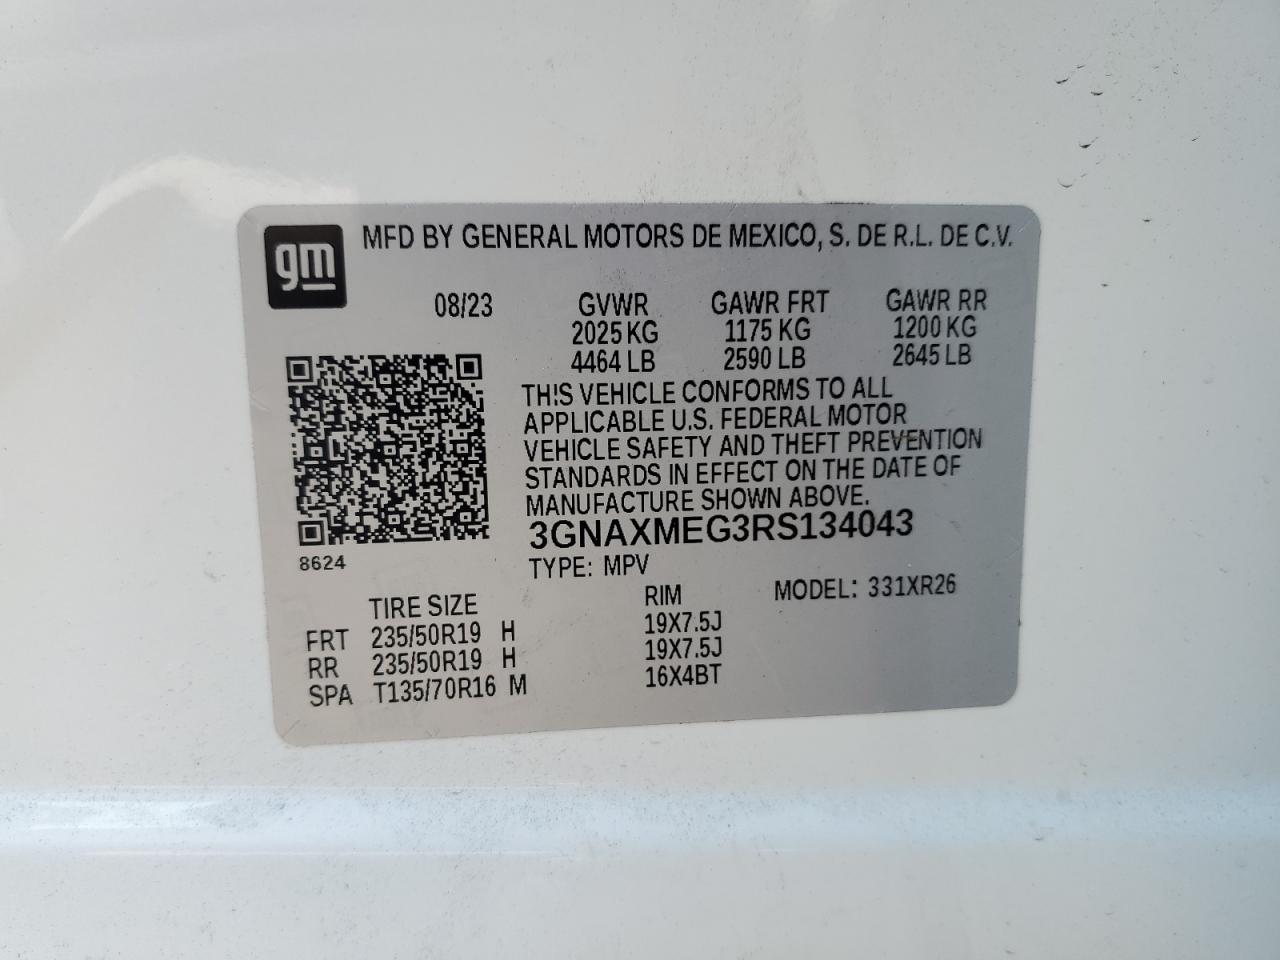 gm MFD BY GENERAL MOTORS DE MEXICO, S. DE R.L. DE C.V.
08/23 GVWR GAWR FRT GAWR RR
2025 KG 1175 KG 1200 KG
4464 LB 2590 LB 2645 LB
THIS VEHICLE CONFORMS TO ALL
APPLICABLE U.S. FEDERAL MOTOR
VEHICLE SAFETY AND THEFT PREVENTION
STANDARDS IN EFFECT ON THE DATE OF
MANUFACTURE SHOWN ABOVE.
3GNAXMEG3RS134043
8624
TYPE: MPV MODEL: 331XR26
TIRE SIZE RIM
FRT 235/50R19 H 19X7.5J
RR 235/50R19 H 19X7.5J
SPA T135/70R16 M 16X4BT